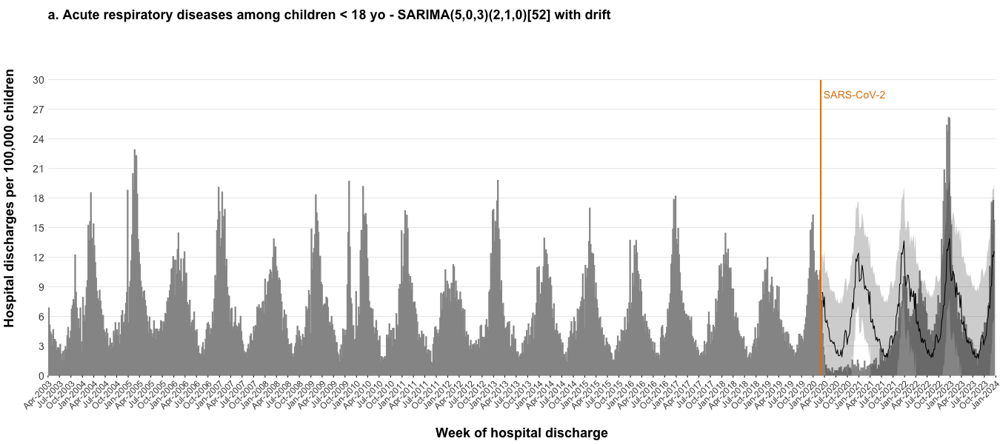 a. Acute respiratory diseases among children < 18 yo - SARIMA(5,0,3)(2,1,0)[52] with drift
Hospital discharges per 100,000 children
30
27
24
21
18
15
12
9
6
3
0
SARS-CoV-2
Apr-2003
Jul-2003
Oct-2003
Jan-2004
Apr-2004
Jul-2004
Oct-2004
Jan-2005
Apr-2005
Jul-2005
Oct-2005
Jan-2006
Apr-2006
Jul-2006
Oct-2006
Jan-2007
Apr-2007
Jul-2007
Oct-2007
Jan-2008
Apr-2008
Jul-2008
Oct-2008
Jan-2009
Apr-2009
Jul-2009
Oct-2009
Jan-2010
Apr-2010
Jul-2010
Oct-2010
Jan-2011
Apr-2011
Jul-2011
Oct-2011
Jan-2012
Apr-2012
Jul-2012
Oct-2012
Jan-2013
Apr-2013
Jul-2013
Oct-2013
Jan-2014
Apr-2014
Jul-2014
Oct-2014
Jan-2015
Apr-2015
Jul-2015
Oct-2015
Jan-2016
Apr-2016
Jul-2016
Oct-2016
Jan-2017
Apr-2017
Jul-2017
Oct-2017
Jan-2018
Apr-2018
Jul-2018
Oct-2018
Jan-2019
Apr-2019
Jul-2019
Oct-2019
Jan-2020
Apr-2020
Jul-2020
Oct-2020
Jan-2021
Apr-2021
Jul-2021
Oct-2021
Jan-2022
Apr-2022
Jul-2022
Oct-2022
Jan-2023
Apr-2023
Jul-2023
Oct-2023
Jan-2024
Week of hospital discharge